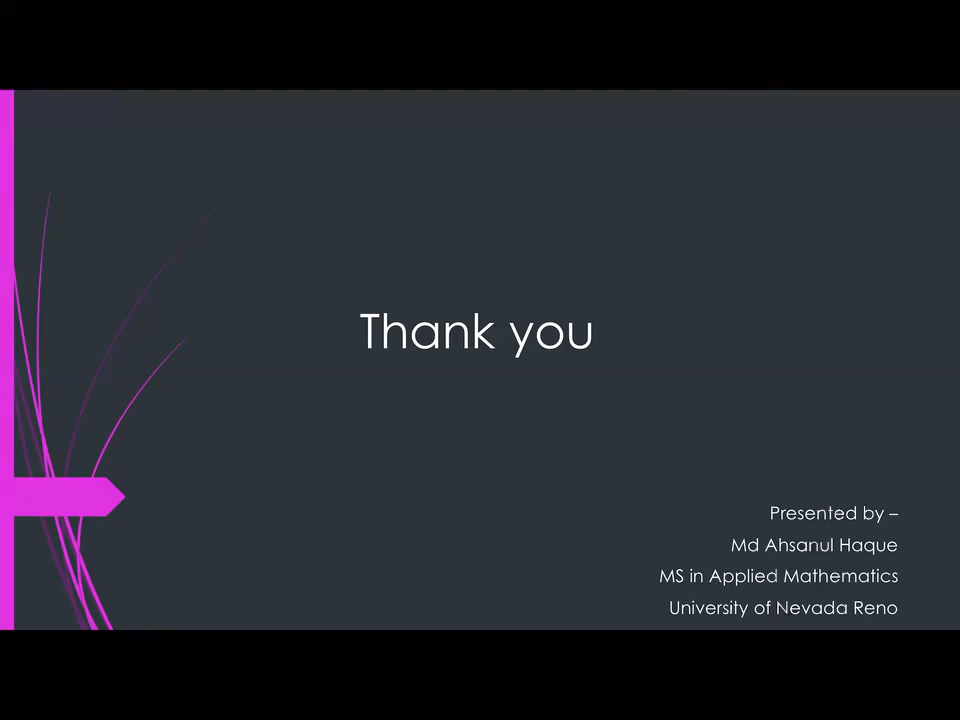 Thank you
Presented by –
Md Ahsanul Haque
MS in Applied Mathematics
University of Nevada Reno